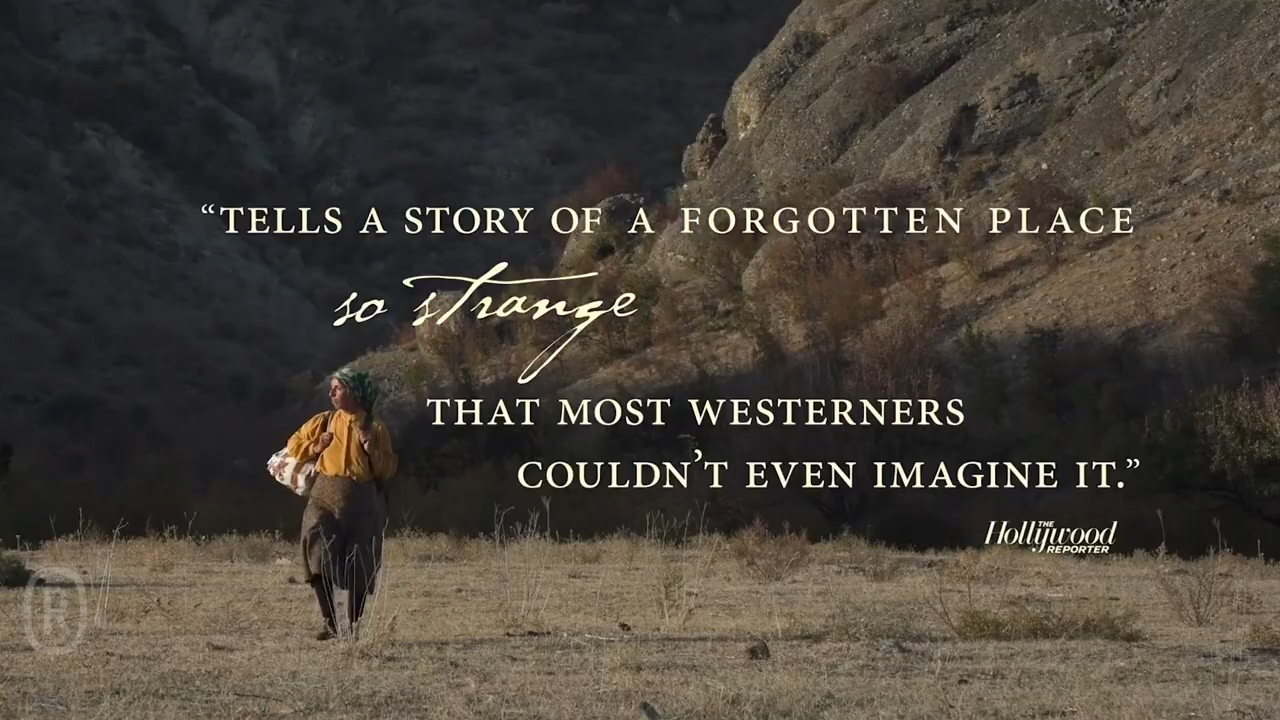 “TELLS A STORY OF A FORGOTTEN PLACE
so strange
THAT MOST WESTERNERS
COULDN’T EVEN IMAGINE IT.”
THE
Hollywood
REPORTER
R